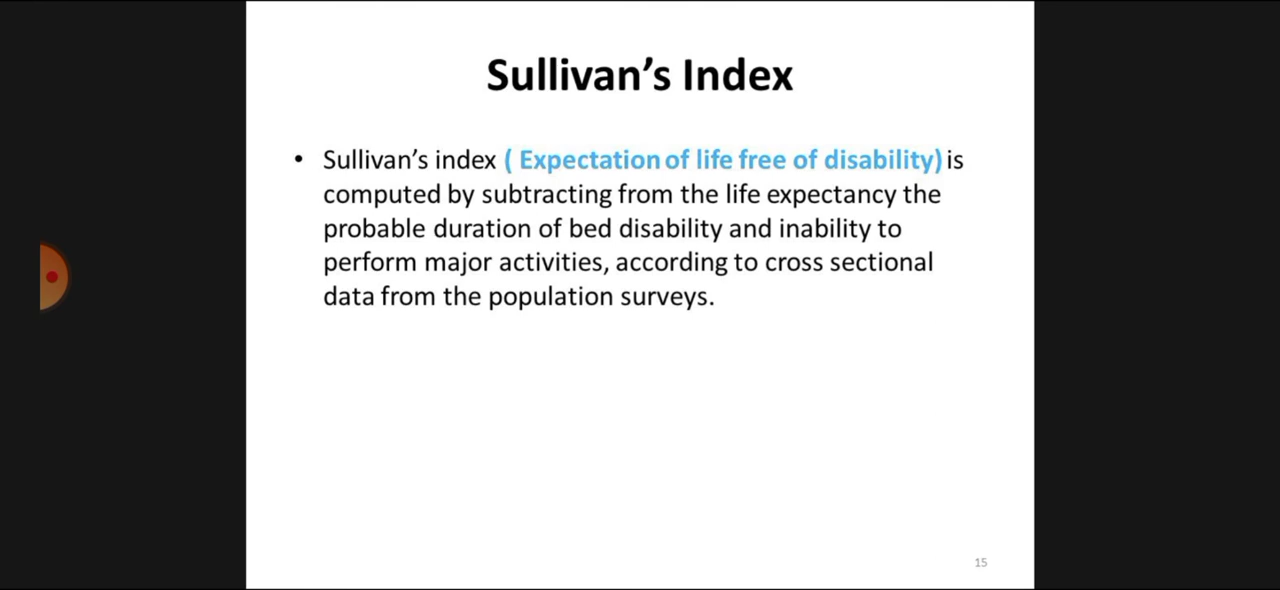 Sullivan’s Index
• Sullivan’s index ( Expectation of life free of disability) is
computed by subtracting from the life expectancy the
probable duration of bed disability and inability to
perform major activities, according to cross sectional
data from the population surveys.
15